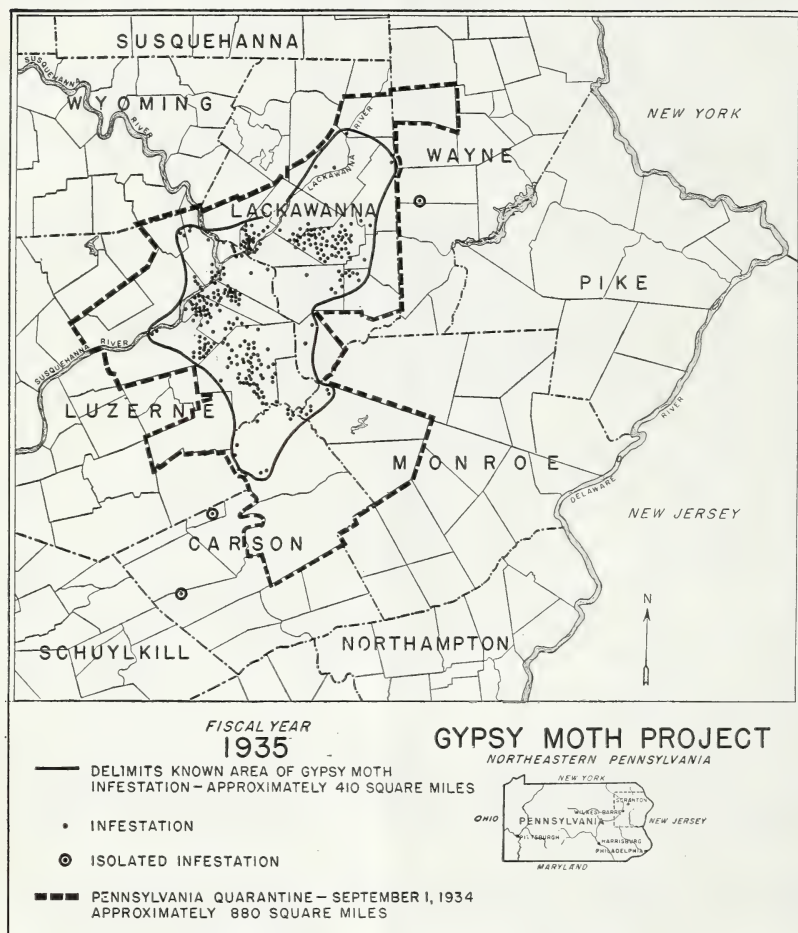 SUSQUEHANNA
SUSQUEHANNA
RIVER
WYOMING
RIVER
LACKAWANNA
NEW YORK
WAYNE
LACKAWANNA
PIKE
SUSQUEHANNA RIVER
RIVER
LUZERNE
MONROE
DELAWARE
NEW JERSEY
CARSON
N
SCHUYLKILL
NORTHAMPTON
FISCAL YEAR
1935
DELIMITS KNOWN AREA OF GYPSY MOTH
INFESTATION – APPROXIMATELY 410 SQUARE MILES
INFESTATION
ISOLATED INFESTATION
PENNSYLVANIA QUARANTINE – SEPTEMBER 1, 1934
APPROXIMATELY 880 SQUARE MILES
GYPSY MOTH PROJECT
NORTHEASTERN PENNSYLVANIA
NEW YORK
SCRANTON
WILKES-BARRE
OHIO
PENNSYLVANIA
NEW JERSEY
PITTSBURGH
HARRISBURG
PHILADELPHIA
MARYLAND